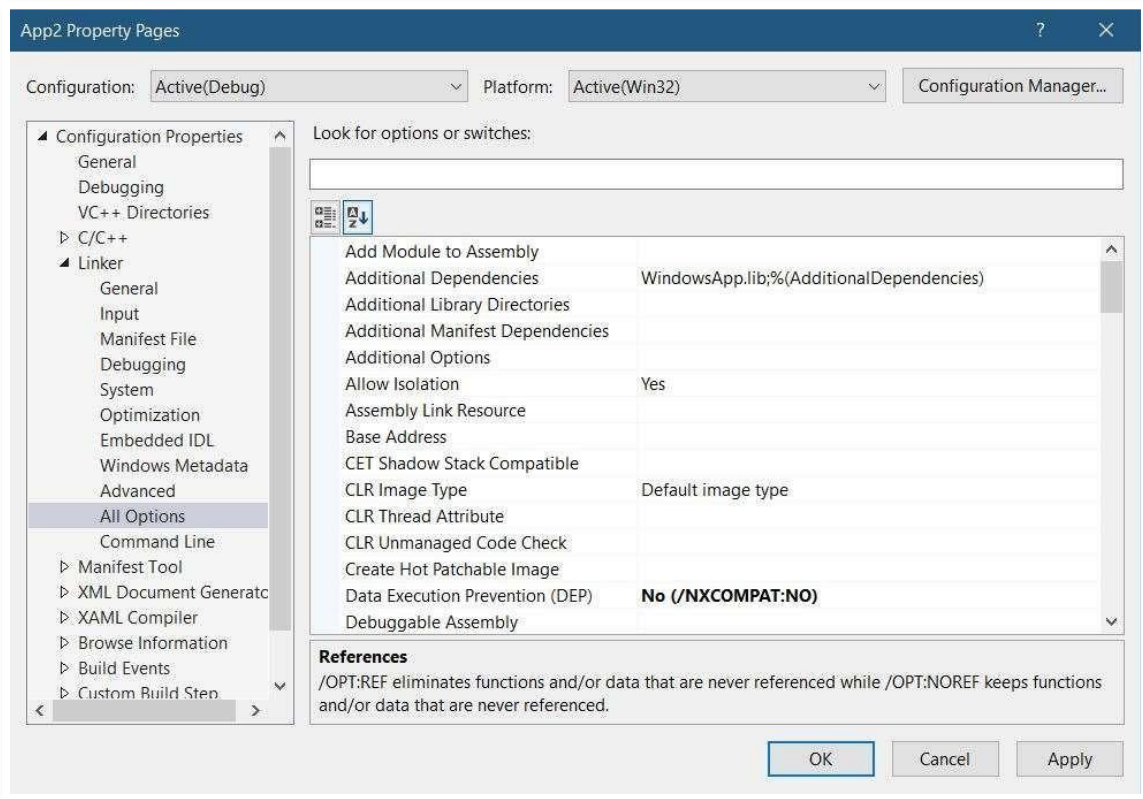 App2 Property Pages
?
Configuration: Active(Debug) Platform: Active(Win32) Configuration Manager...
Configuration Properties
General
Debugging
VC++ Directories
C/C++
Linker
General
Input
Manifest File
Debugging
System
Optimization
Embedded IDL
Windows Metadata
Advanced
All Options
Command Line
Manifest Tool
XML Document Generatc
XAML Compiler
Browse Information
Build Events
Custom Build Step
Look for options or switches:
Add Module to Assembly
Additional Dependencies WindowsApp.lib;%(AdditionalDependencies)
Additional Library Directories
Additional Manifest Dependencies
Additional Options
Allow Isolation Yes
Assembly Link Resource
Base Address
CET Shadow Stack Compatible
CLR Image Type Default image type
CLR Thread Attribute
CLR Unmanaged Code Check
Create Hot Patchable Image
Data Execution Prevention (DEP) No (/NXCOMPAT:NO)
Debuggable Assembly
References
/OPT:REF eliminates functions and/or data that are never referenced while /OPT:NOREF keeps functions
and/or data that are never referenced.
OK Cancel Apply